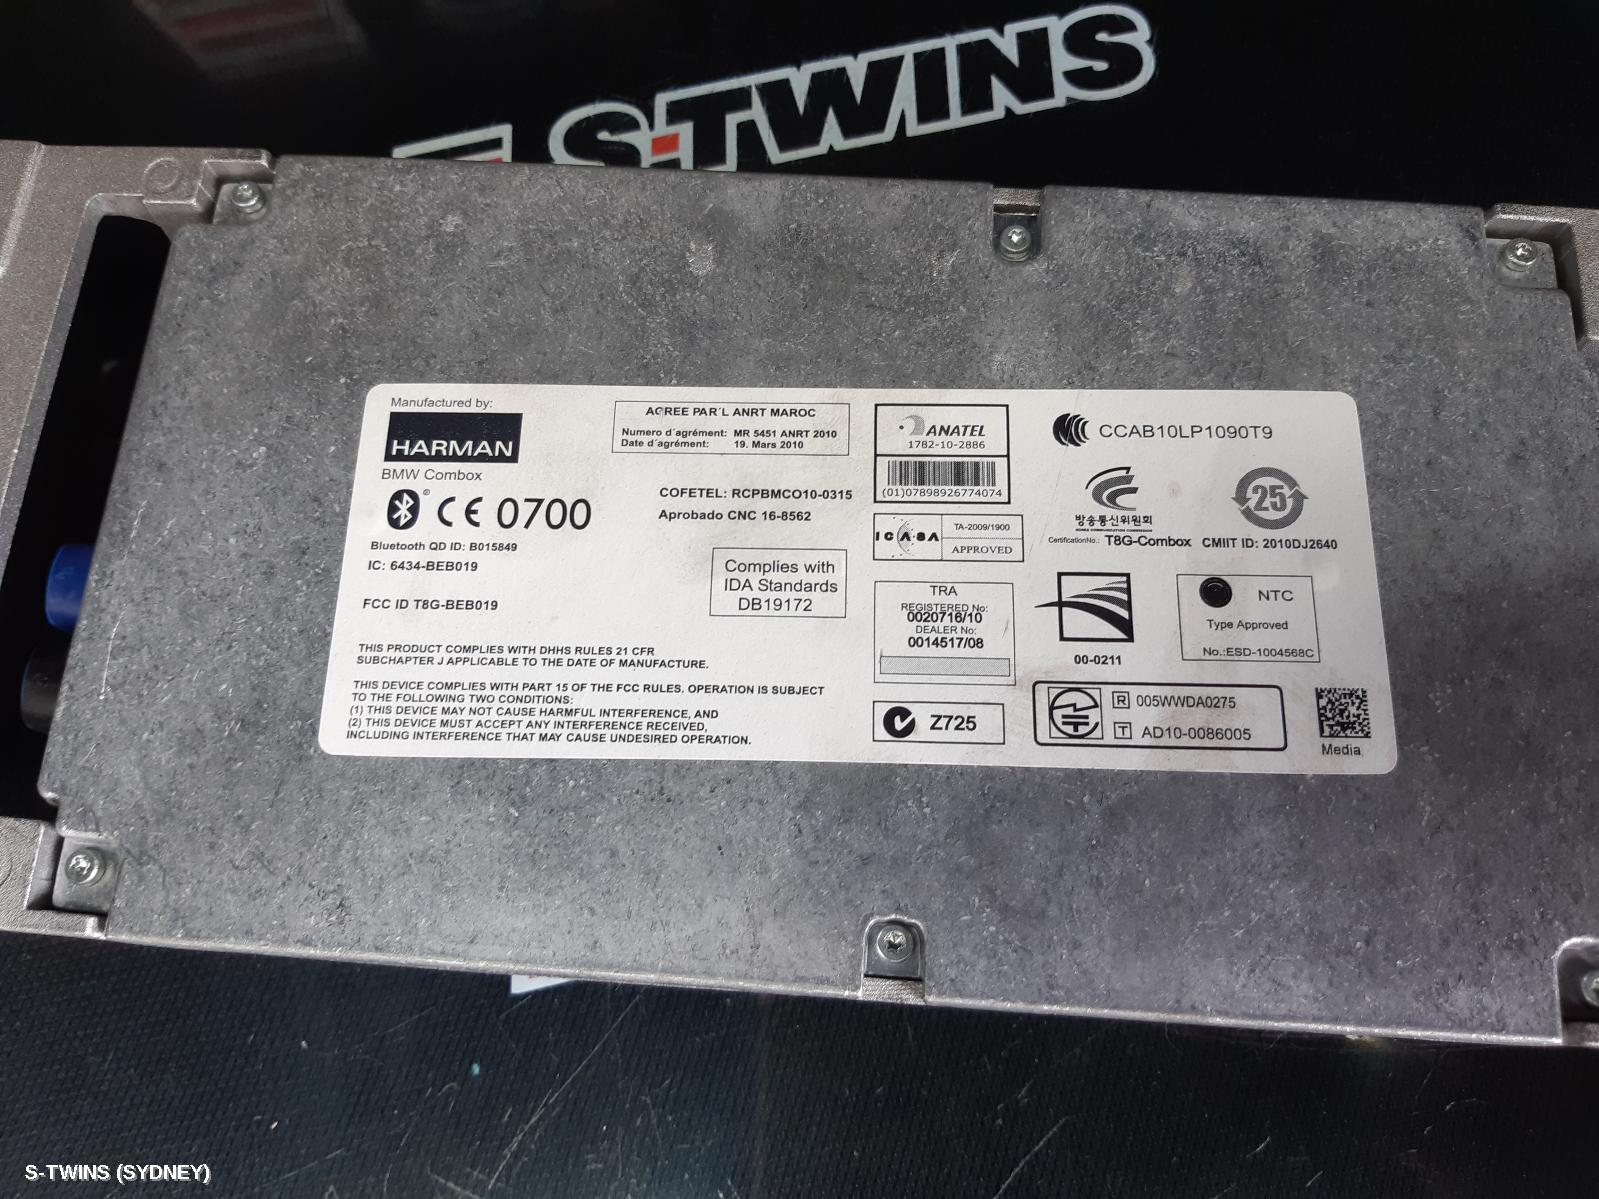 S-TWINS
Manufactured by:
HARMAN
BMW Combox
® CE 0700
Bluetooth QD ID: B015849
IC: 6434-BEB019
FCC ID T8G-BEB019
THIS PRODUCT COMPLIES WITH DHHS RULES 21 CFR
SUBCHAPTER J APPLICABLE TO THE DATE OF MANUFACTURE.
THIS DEVICE COMPLIES WITH PART 15 OF THE FCC RULES. OPERATION IS SUBJECT
TO THE FOLLOWING TWO CONDITIONS:
(1) THIS DEVICE MAY NOT CAUSE HARMFUL INTERFERENCE, AND
(2) THIS DEVICE MUST ACCEPT ANY INTERFERENCE RECEIVED,
INCLUDING INTERFERENCE THAT MAY CAUSE UNDESIRED OPERATION.
AGREE PAR´L ANRT MAROC
Numero d´agrément: MR 5451 ANRT 2010
Date d´agrément: 19. Mars 2010
COFETEL: RCPBMCO10-0315
Aprobado CNC 16-8562
Complies with
IDA Standards
DB19172
ANATEL
1782-10-2886
(01)07898926774074
ICASA TA-2009/1900
APPROVED
TRA
REGISTERED No:
0020716/10
DEALER No:
0014517/08
Z725
CCAB10LP1090T9
방송통신위원회
KOREA COMMUNICATIONS COMMISSION
25
CertificationNo.: T8G-Combox CMIIT ID: 2010DJ2640
00-0211
NTC
Type Approved
No.:ESD-1004568C
R 005WWDA0275
T AD10-0086005
Media
S-TWINS (SYDNEY)